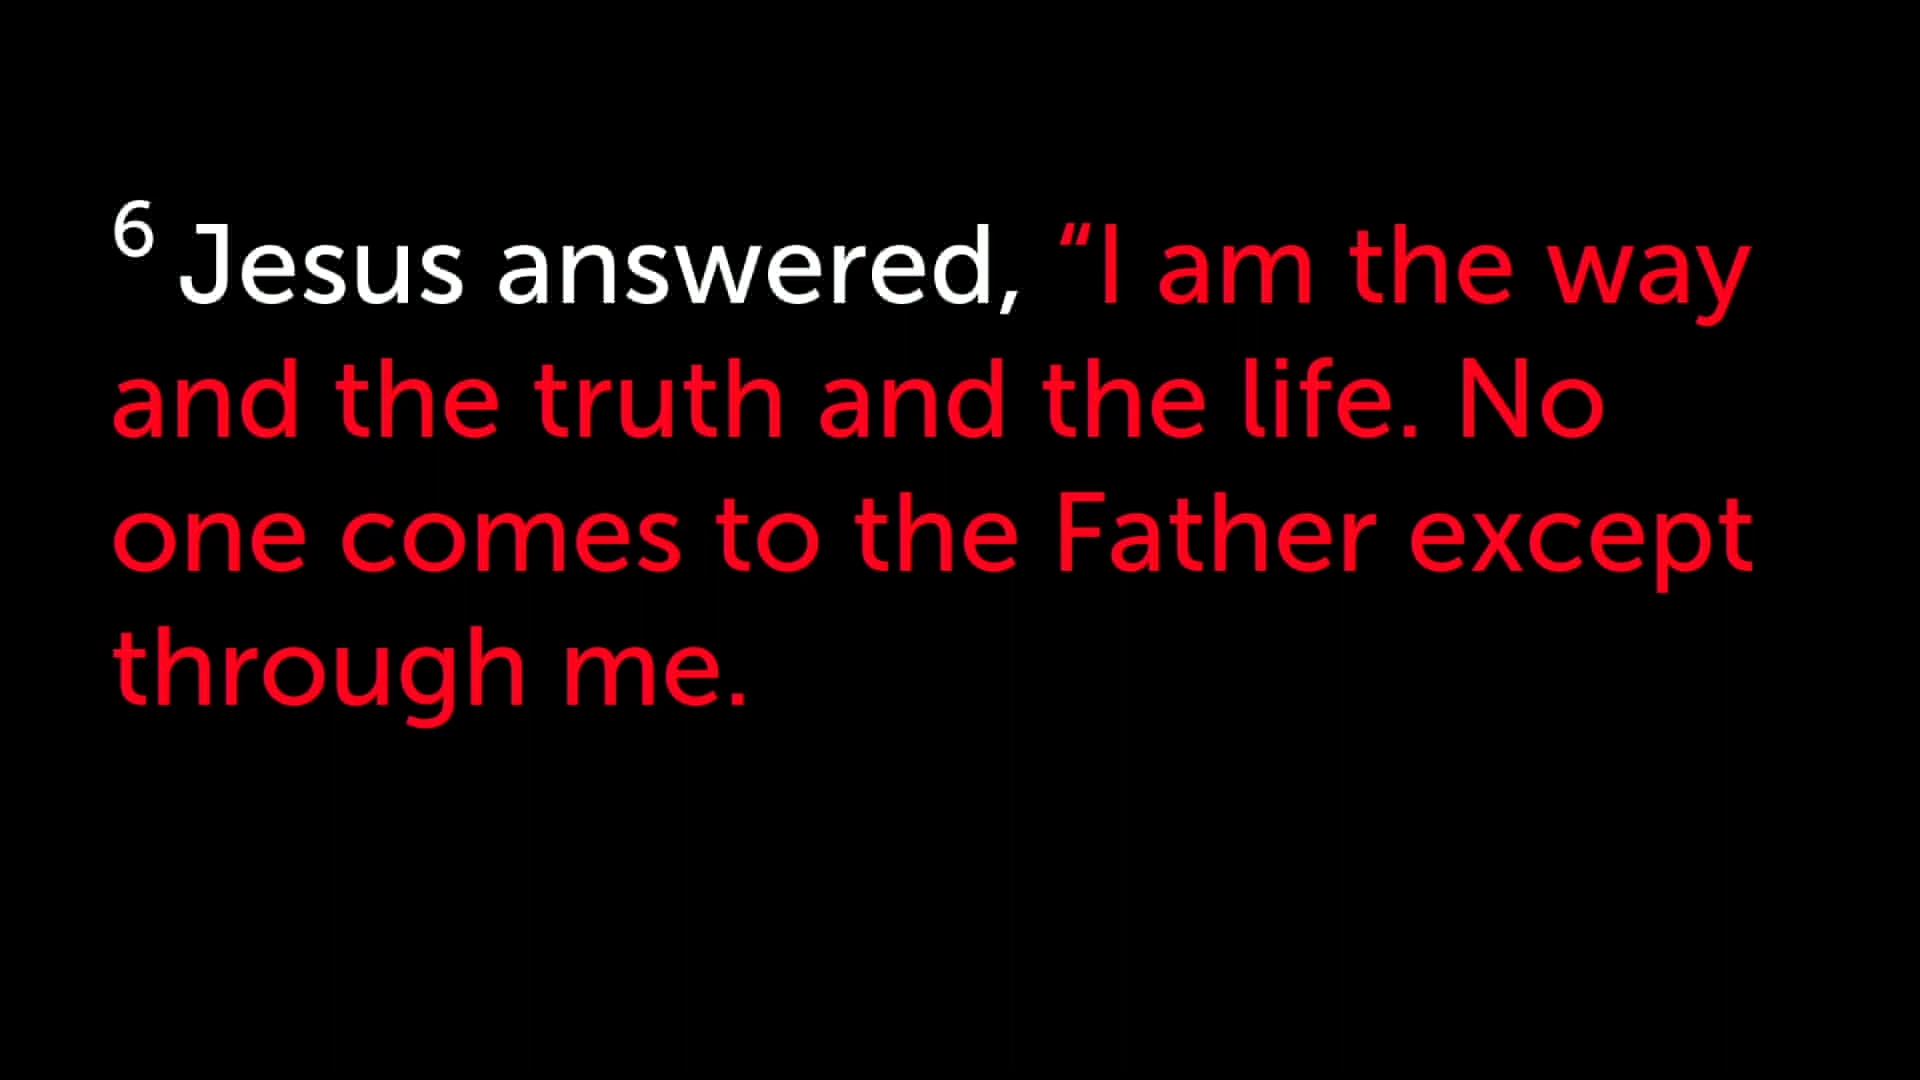 6 Jesus answered, “I am the way
and the truth and the life. No
one comes to the Father except
through me.